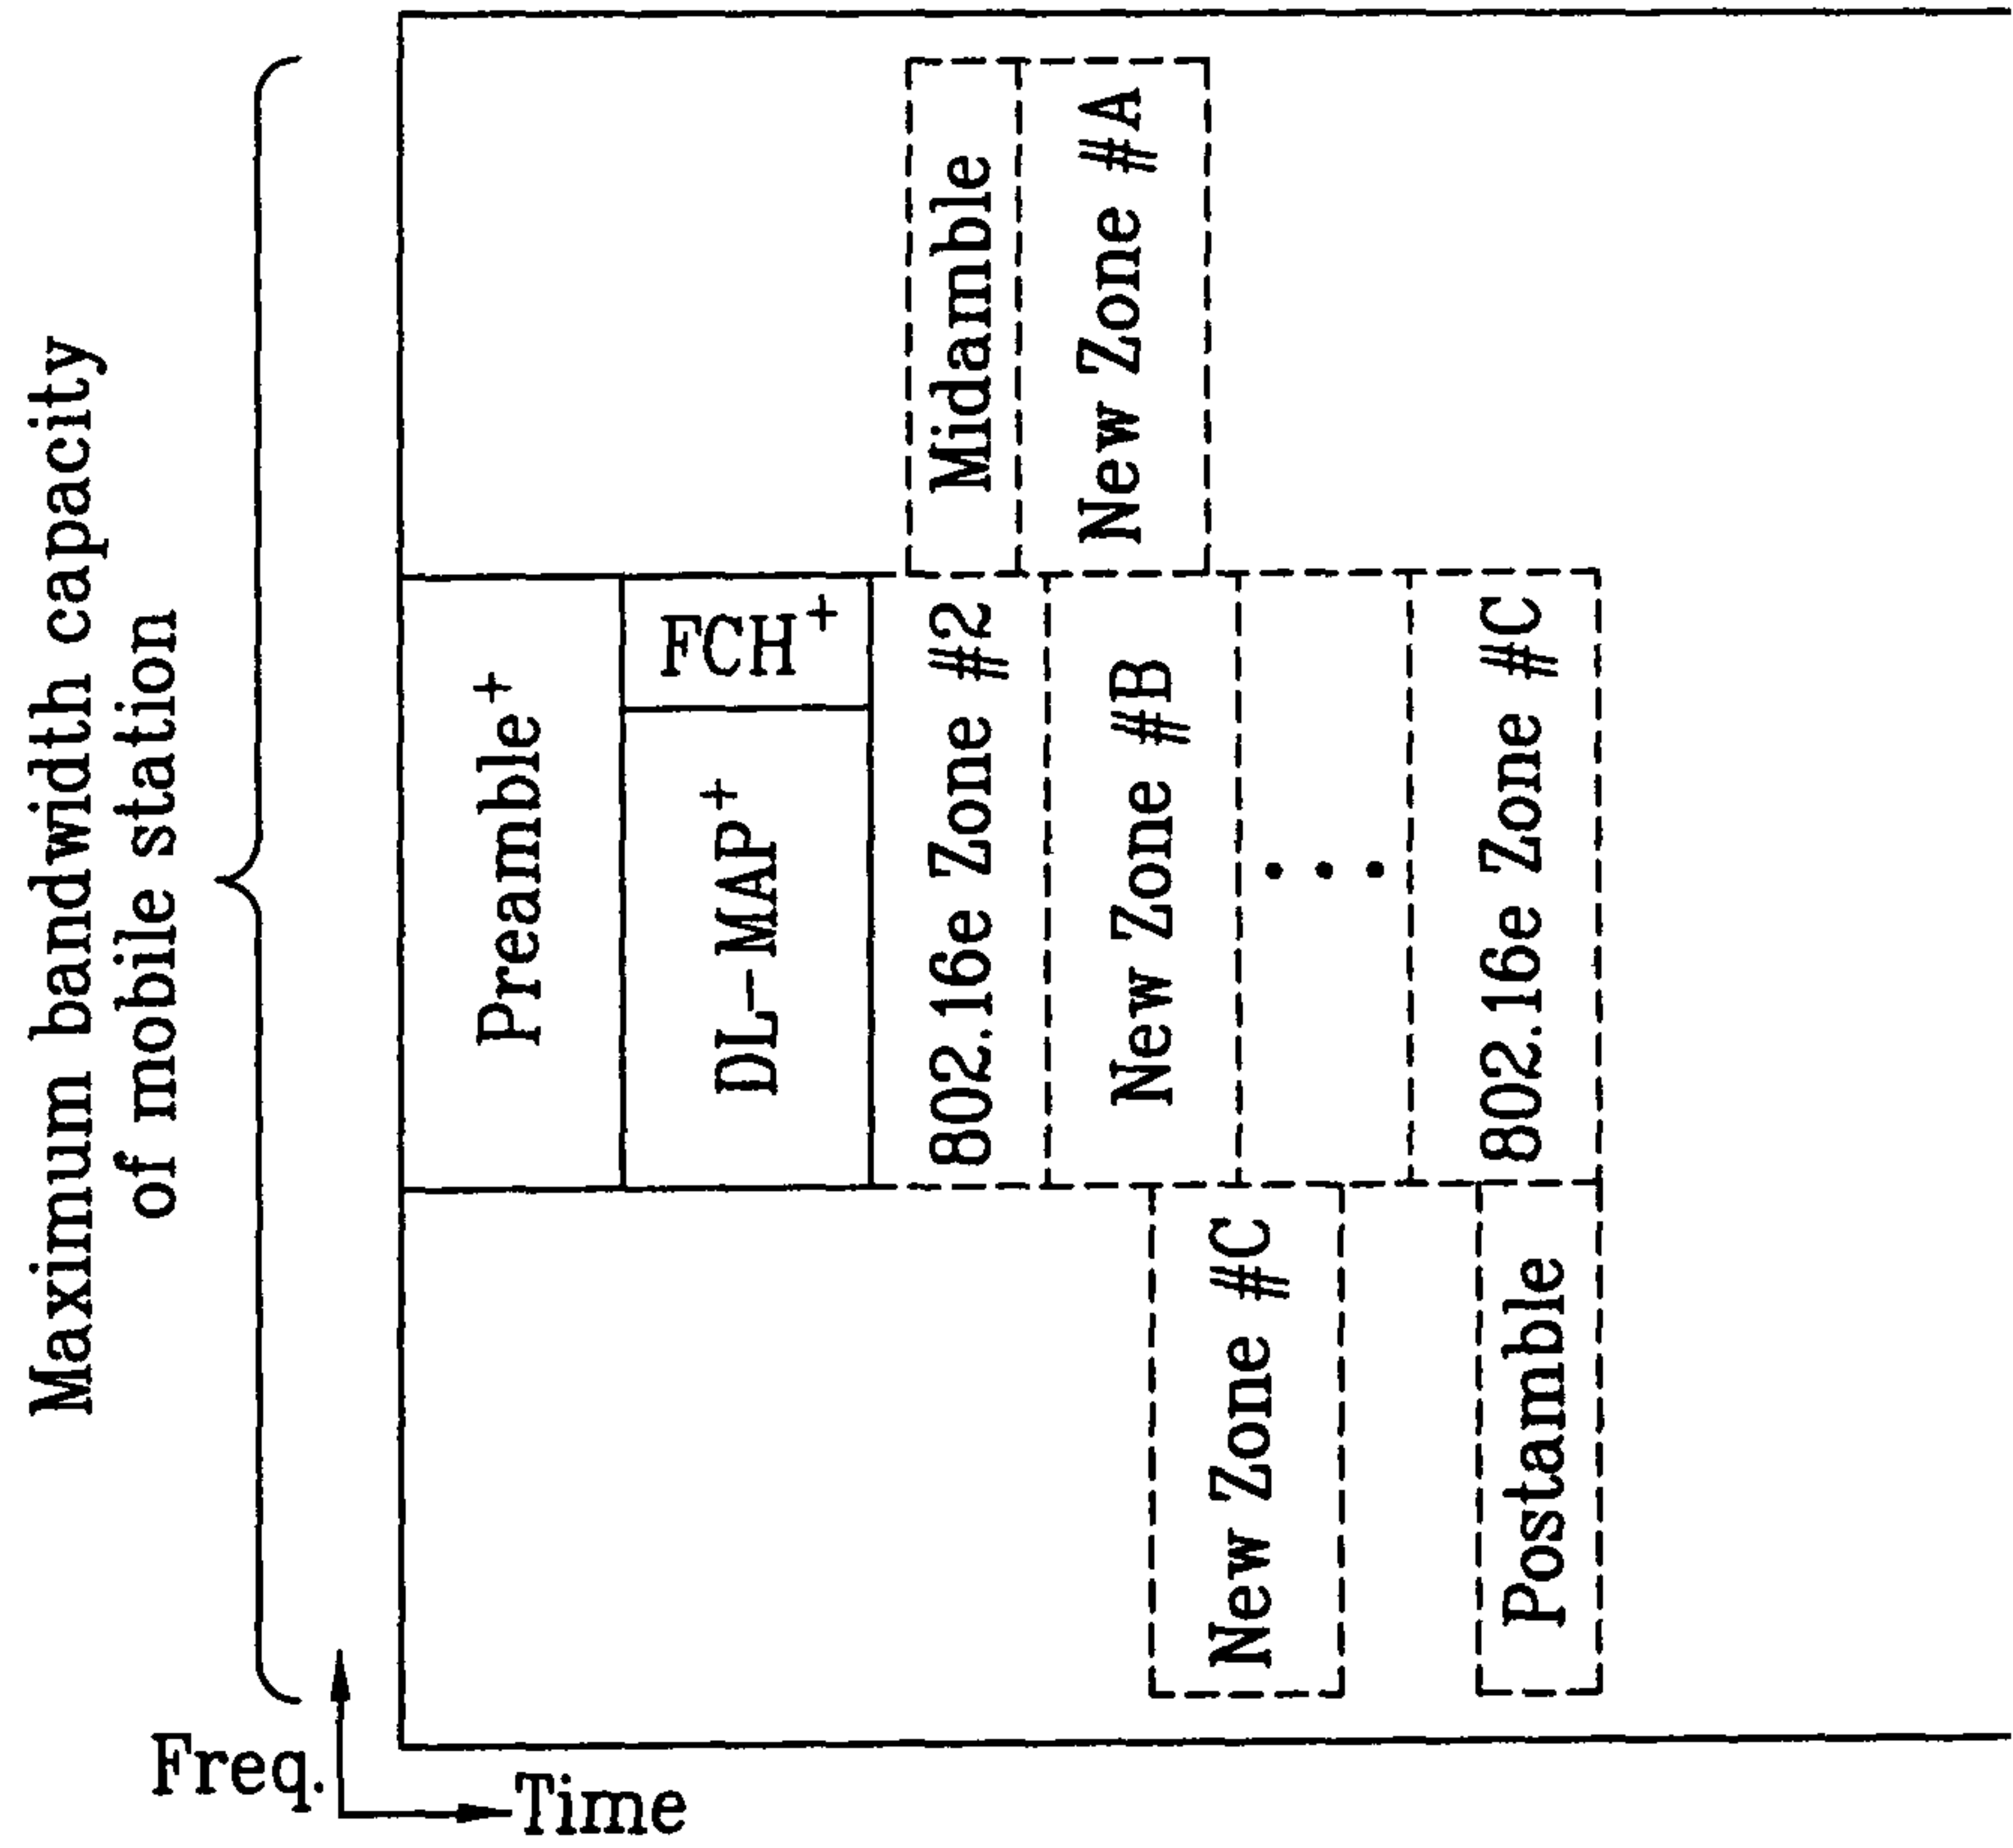 Maximum bandwidth capacity
of mobile station
Preamble+
FCH+
DL-MAP+
Midamble
New Zone #A
802.16e Zone #2
New Zone #B
802.16e Zone #C
New Zone #C
Postamble
Freq.
Time